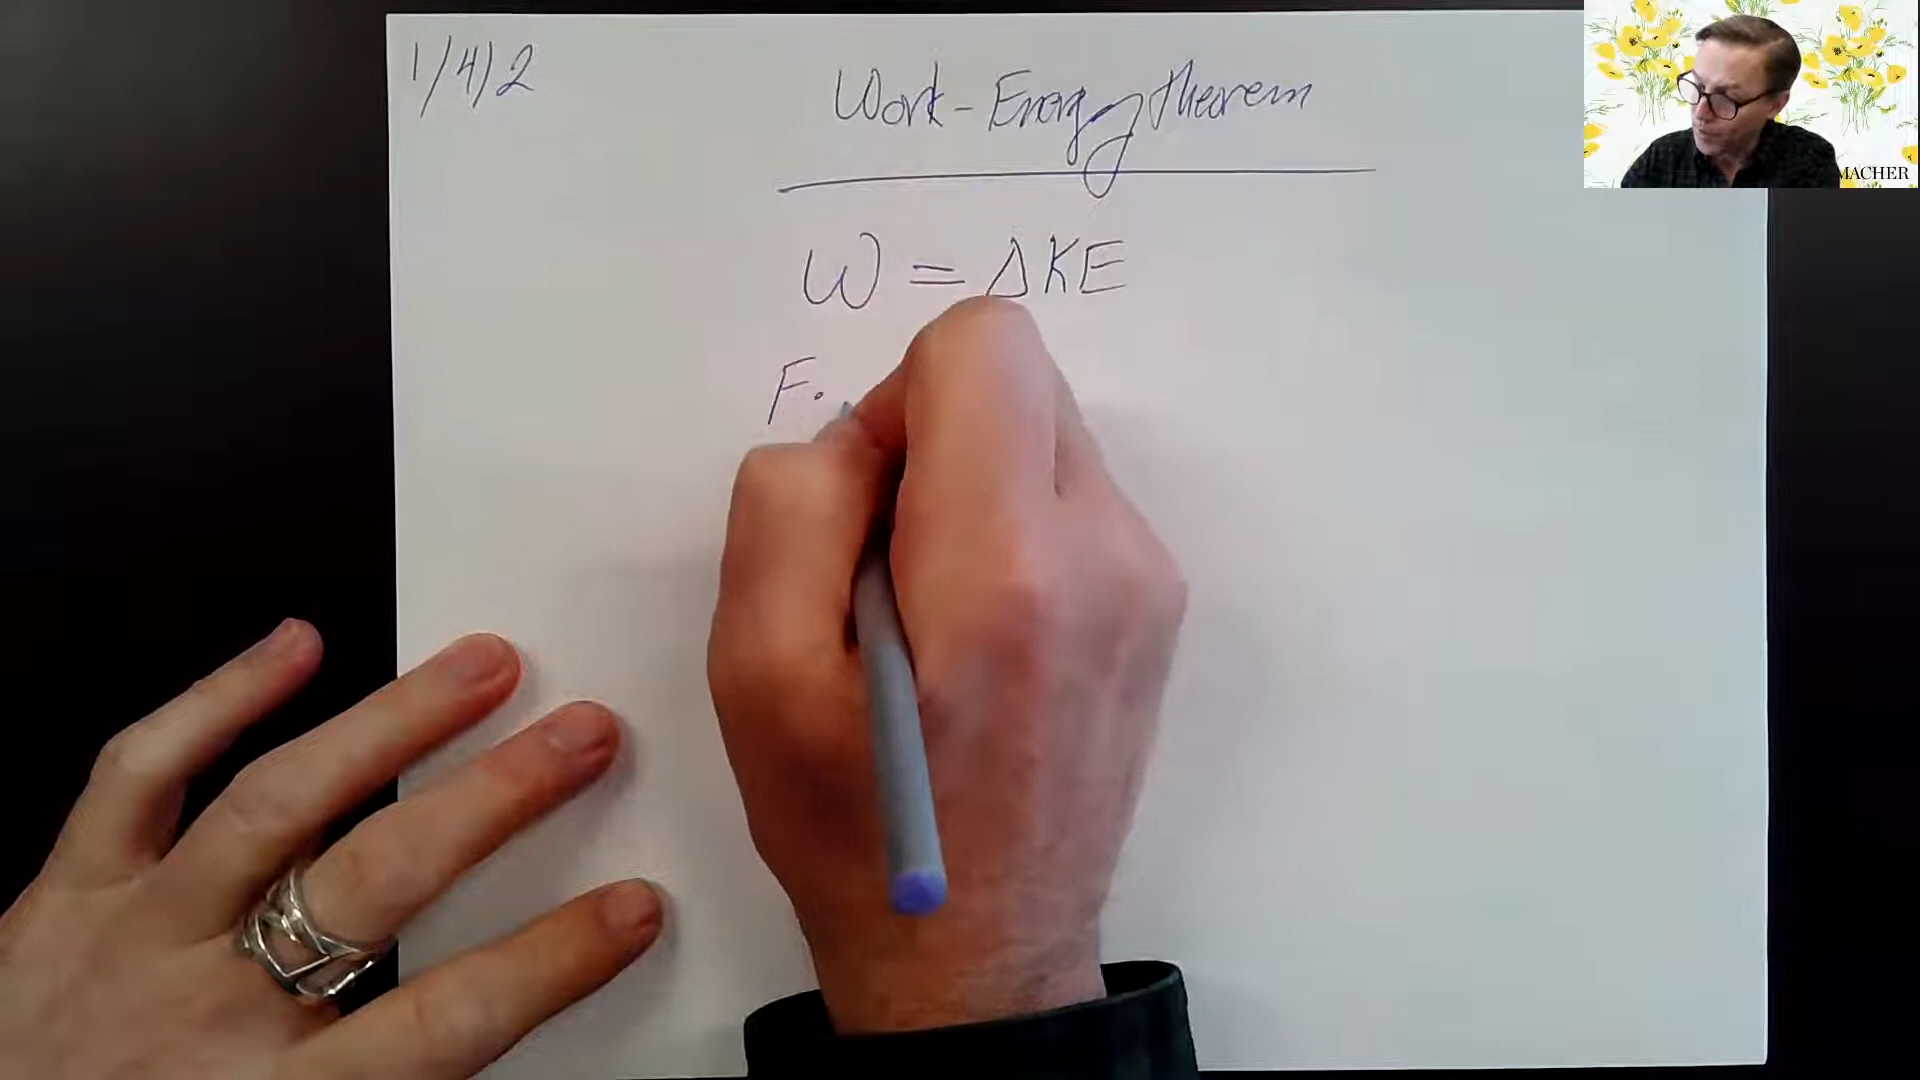 1/4/2
Work-Energy theorem
W = ΔKE
F.
MACHER